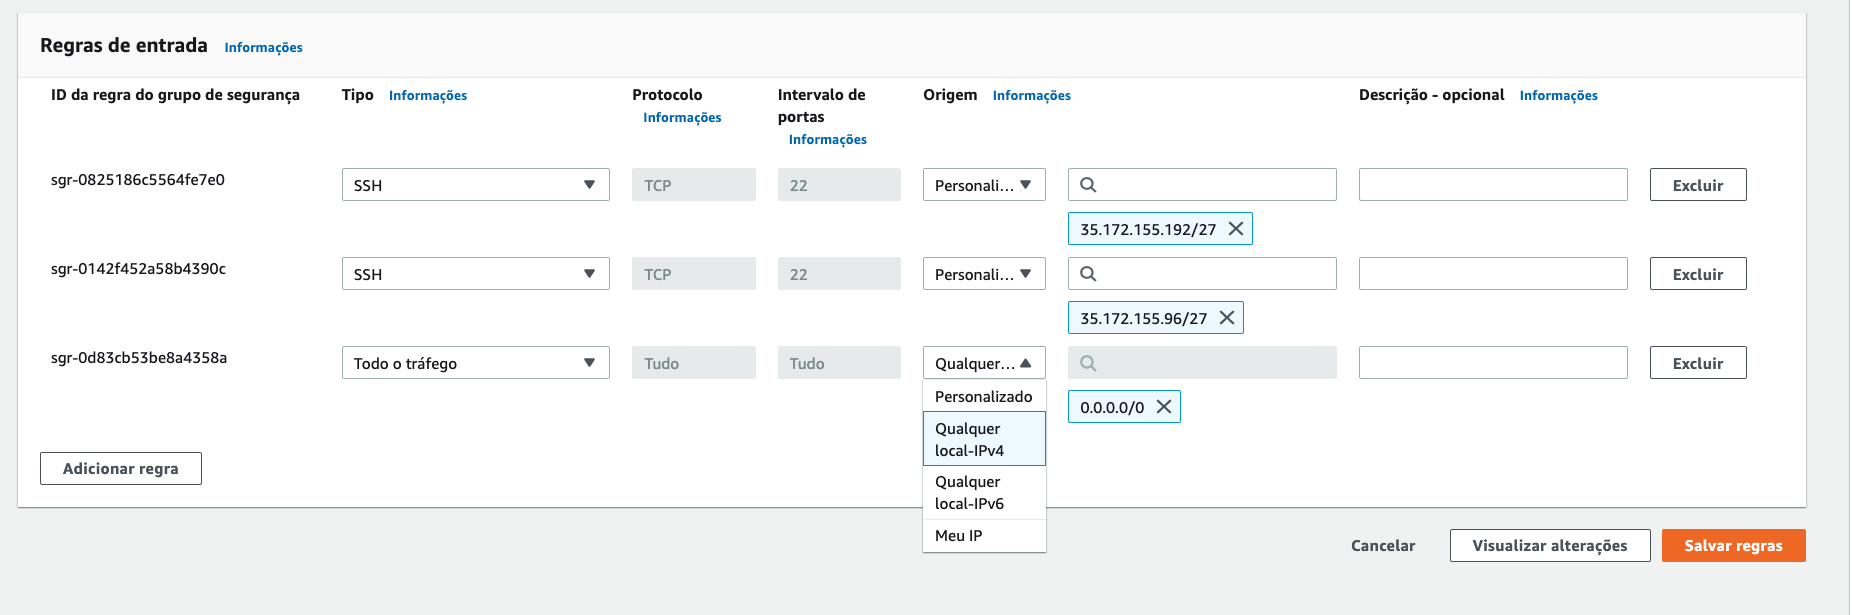 Regras de entrada Informações
ID da regra do grupo de segurança Tipo Informações Protocolo Informações Intervalo de portas Informações Origem Informações Descrição - opcional Informações
sgr-0825186c5564fe7e0 SSH TCP 22 Personali... Excluir
35.172.155.192/27
sgr-0142f452a58b4390c SSH TCP 22 Personali... Excluir
35.172.155.96/27
sgr-0d83cb53be8a4358a Todo o tráfego Tudo Tudo Qualquer... Excluir
0.0.0.0/0
Personalizado
Qualquer
local-IPv4
Qualquer
local-IPv6
Meu IP
Adicionar regra
Cancelar Visualizar alterações Salvar regras